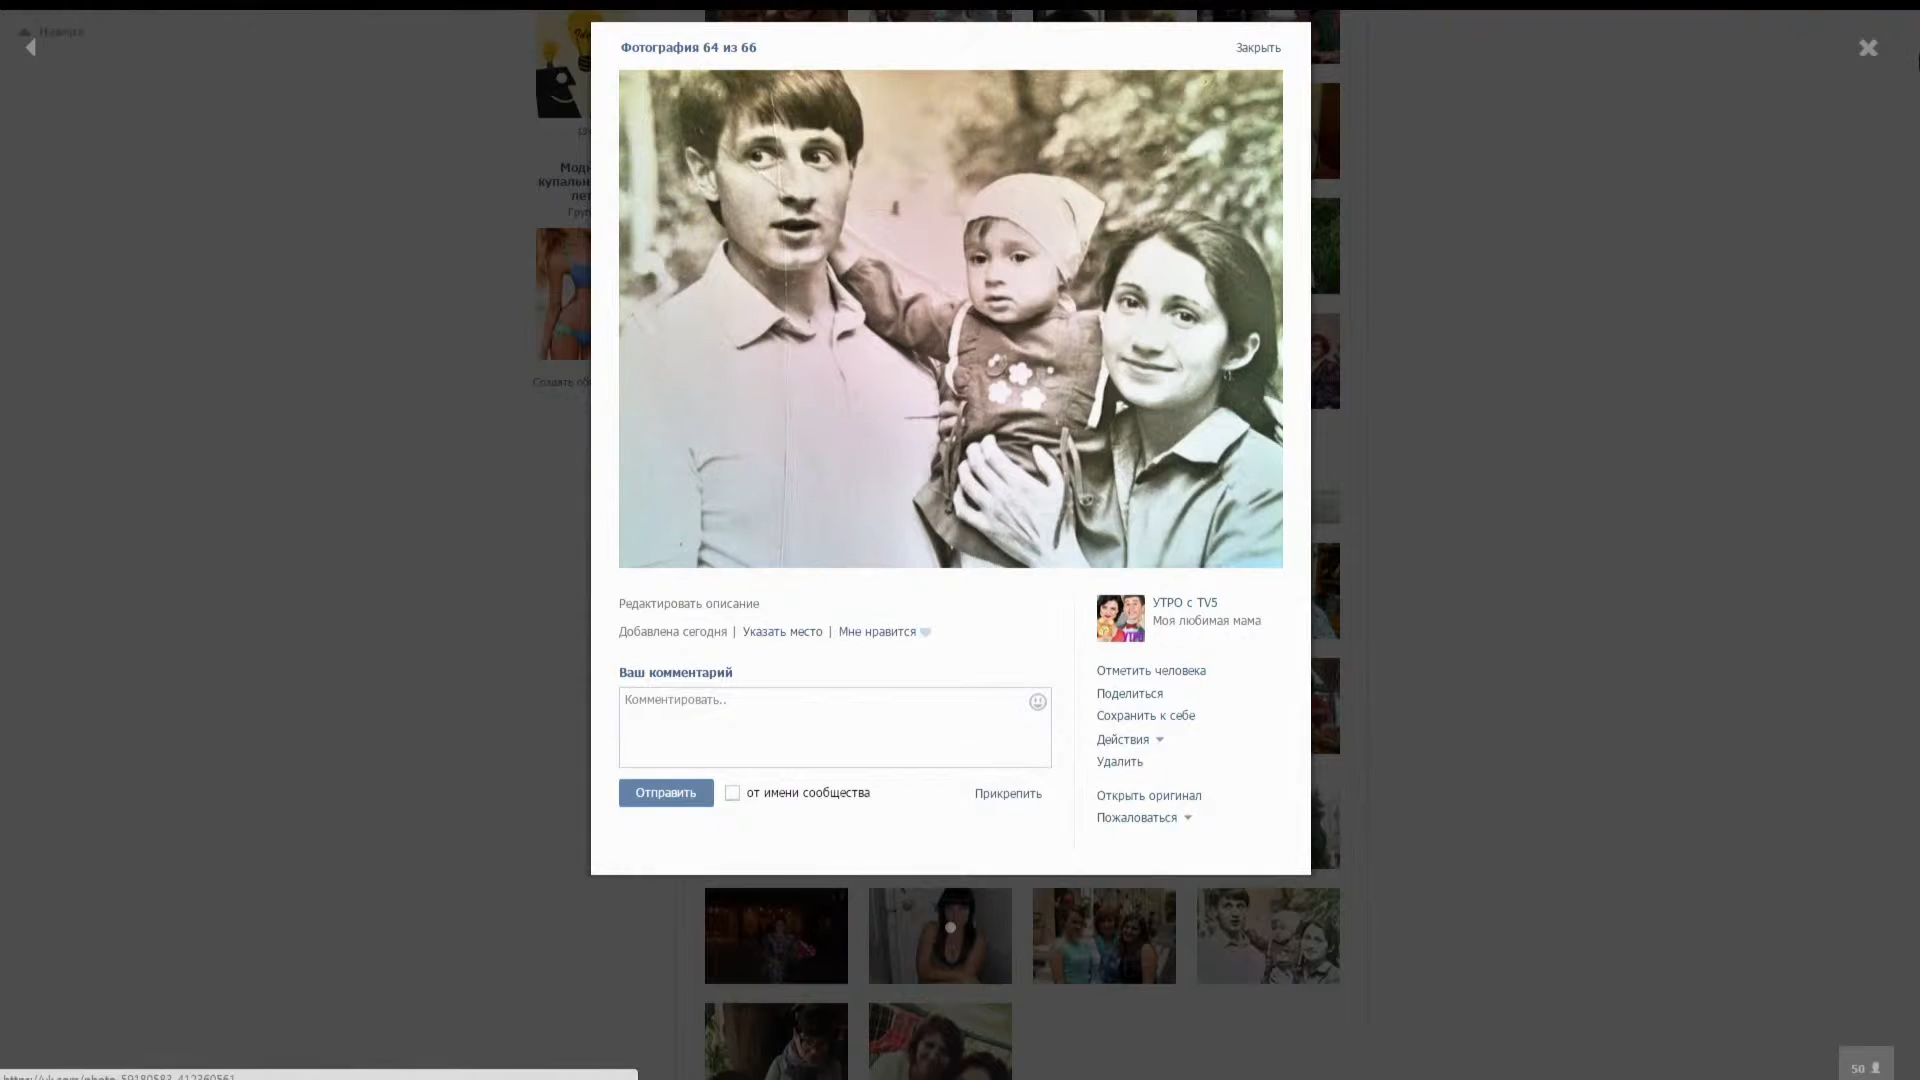 Наверх
Фотография 64 из 66
Закрыть
Редактировать описание
Добавлена сегодня | Указать место | Мне нравится
УТРО с TV5
Моя любимая мама
Ваш комментарий
Комментировать..
Отправить
от имени сообщества
Прикрепить
Отметить человека
Поделиться
Сохранить к себе
Действия
Удалить
Открыть оригинал
Пожаловаться
50